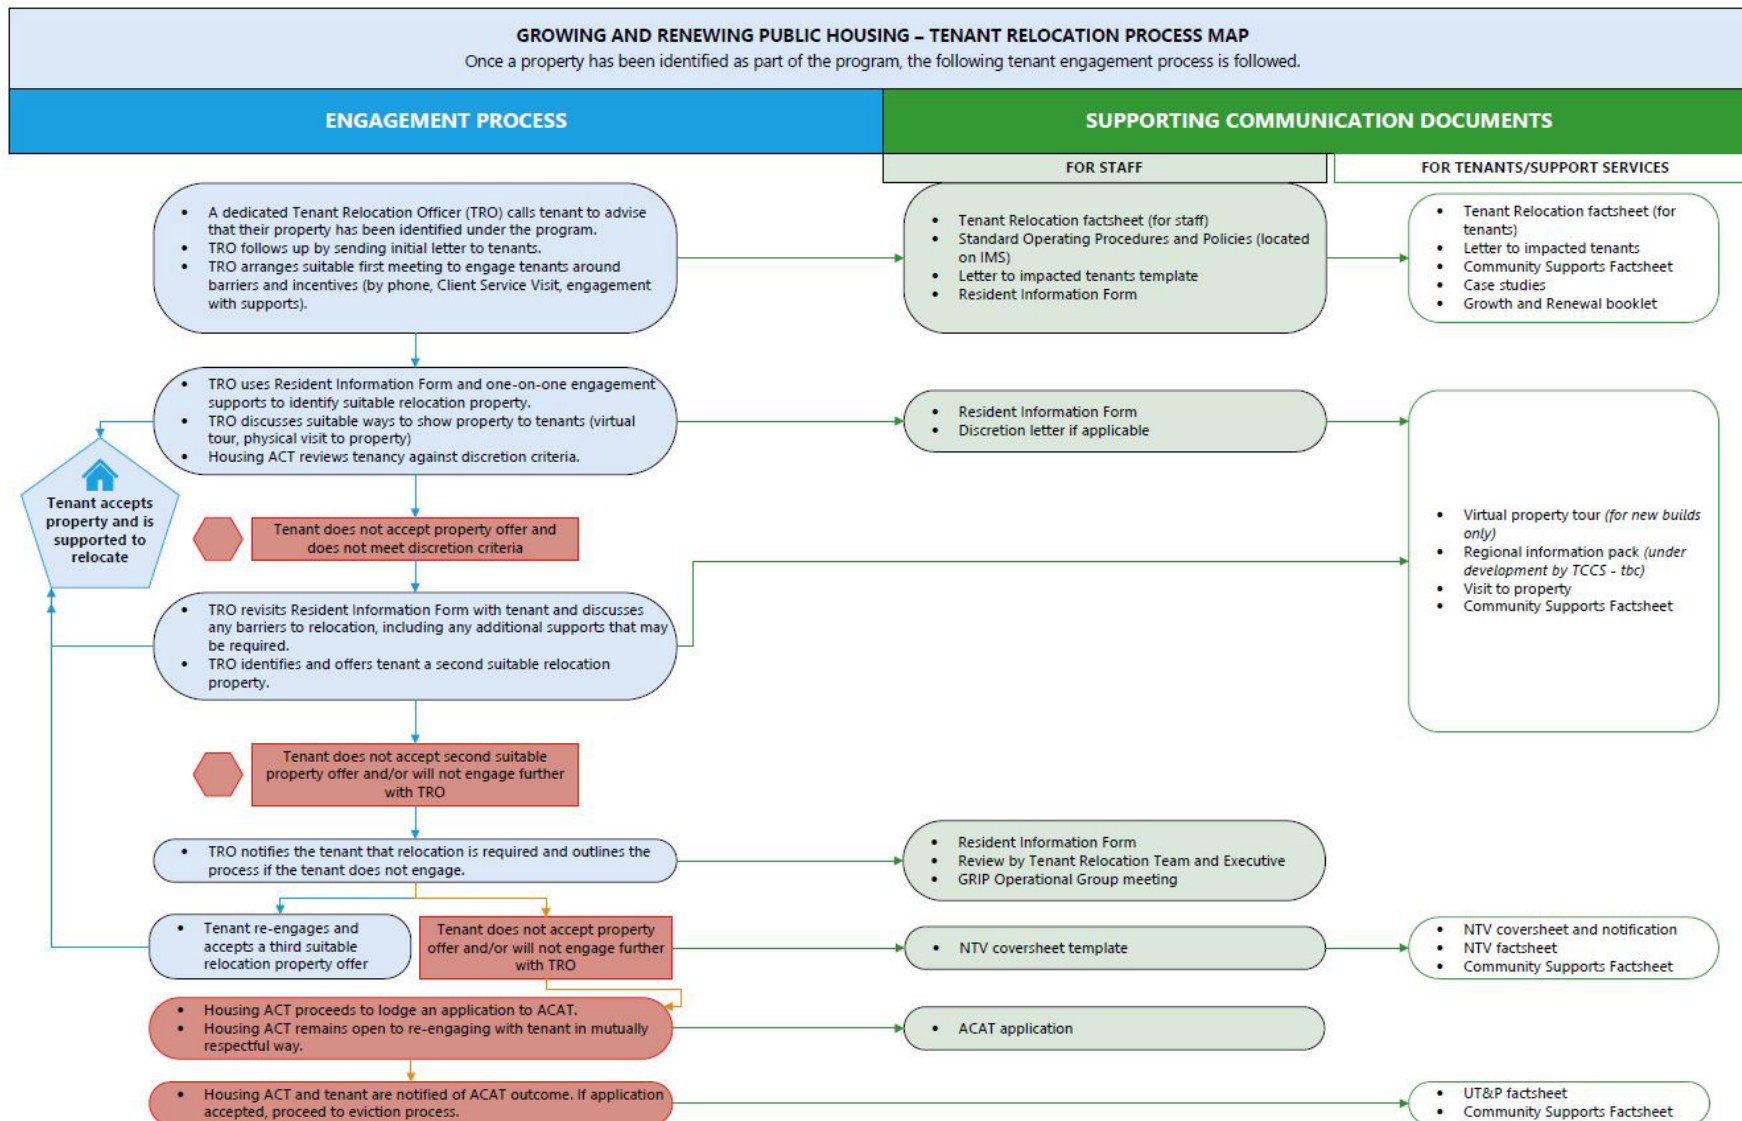 GROWING AND RENEWING PUBLIC HOUSING – TENANT RELOCATION PROCESS MAP
Once a property has been identified as part of the program, the following tenant engagement process is followed.
ENGAGEMENT PROCESS
SUPPORTING COMMUNICATION DOCUMENTS
FOR STAFF
FOR TENANTS/SUPPORT SERVICES
• A dedicated Tenant Relocation Officer (TRO) calls tenant to advise
that their property has been identified under the program.
• TRO follows up by sending initial letter to tenants.
• TRO arranges suitable first meeting to engage tenants around
barriers and incentives (by phone, Client Service Visit, engagement
with supports).
• Tenant Relocation factsheet (for staff)
• Standard Operating Procedures and Policies (located
on IMS)
• Letter to impacted tenants template
• Resident Information Form
• Tenant Relocation factsheet (for
tenants)
• Letter to impacted tenants
• Community Supports Factsheet
• Case studies
• Growth and Renewal booklet
• TRO uses Resident Information Form and one-on-one engagement
supports to identify suitable relocation property.
• TRO discusses suitable ways to show property to tenants (virtual
tour, physical visit to property)
• Housing ACT reviews tenancy against discretion criteria.
• Resident Information Form
• Discretion letter if applicable
Tenant accepts
property and is
supported to
relocate
Tenant does not accept property offer and
does not meet discretion criteria
• Virtual property tour (for new builds
only)
• Regional information pack (under
development by TCCS - tbc)
• Visit to property
• Community Supports Factsheet
• TRO revisits Resident Information Form with tenant and discusses
any barriers to relocation, including any additional supports that may
be required.
• TRO identifies and offers tenant a second suitable relocation
property.
Tenant does not accept second suitable
property offer and/or will not engage further
with TRO
• TRO notifies the tenant that relocation is required and outlines the
process if the tenant does not engage.
• Resident Information Form
• Review by Tenant Relocation Team and Executive
• GRIP Operational Group meeting
• Tenant re-engages and
accepts a third suitable
relocation property offer
Tenant does not accept property
offer and/or will not engage further
with TRO
• NTV coversheet template
• NTV coversheet and notification
• NTV factsheet
• Community Supports Factsheet
• Housing ACT proceeds to lodge an application to ACAT.
• Housing ACT remains open to re-engaging with tenant in mutually
respectful way.
• ACAT application
• Housing ACT and tenant are notified of ACAT outcome. If application
accepted, proceed to eviction process.
• UT&P factsheet
• Community Supports Factsheet